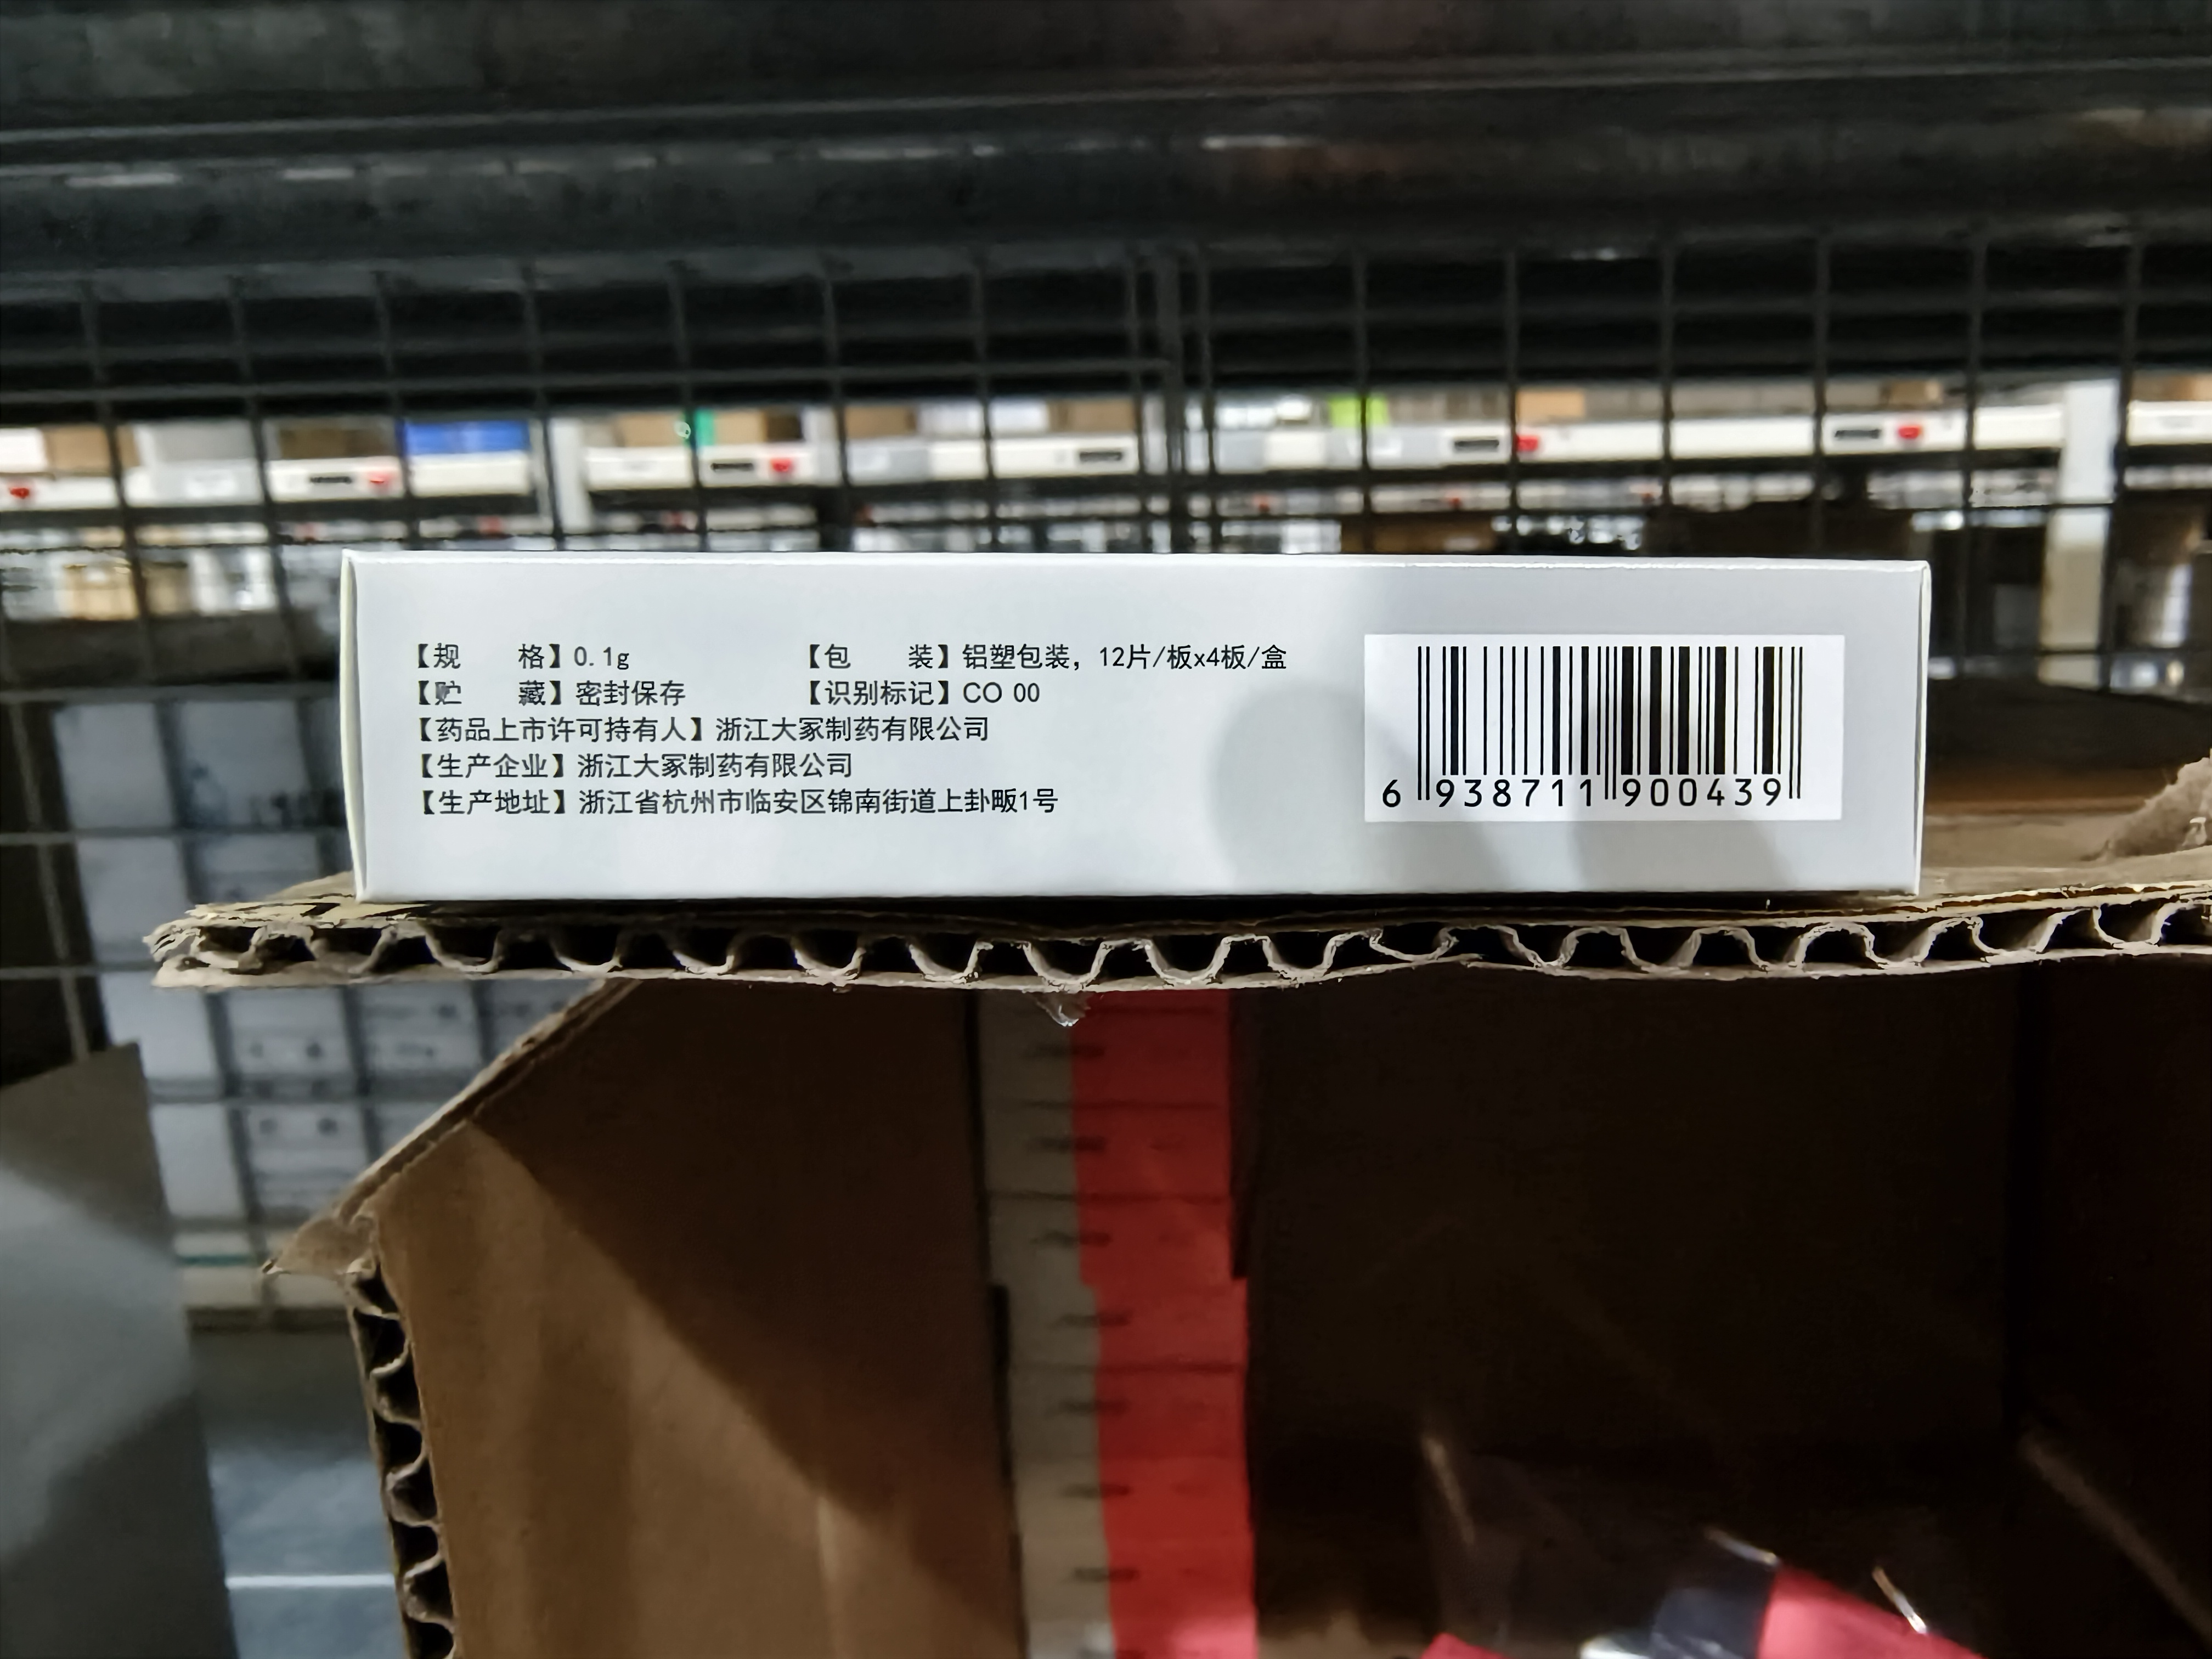 【规　　格】0.1g　　【包　　装】铝塑包装，12片/板x4板/盒
【贮　　藏】密封保存　　【识别标记】CO 00
【药品上市许可持有人】浙江大冢制药有限公司
【生产企业】浙江大冢制药有限公司
【生产地址】浙江省杭州市临安区锦南街道上卦畈1号
6 938711 900439